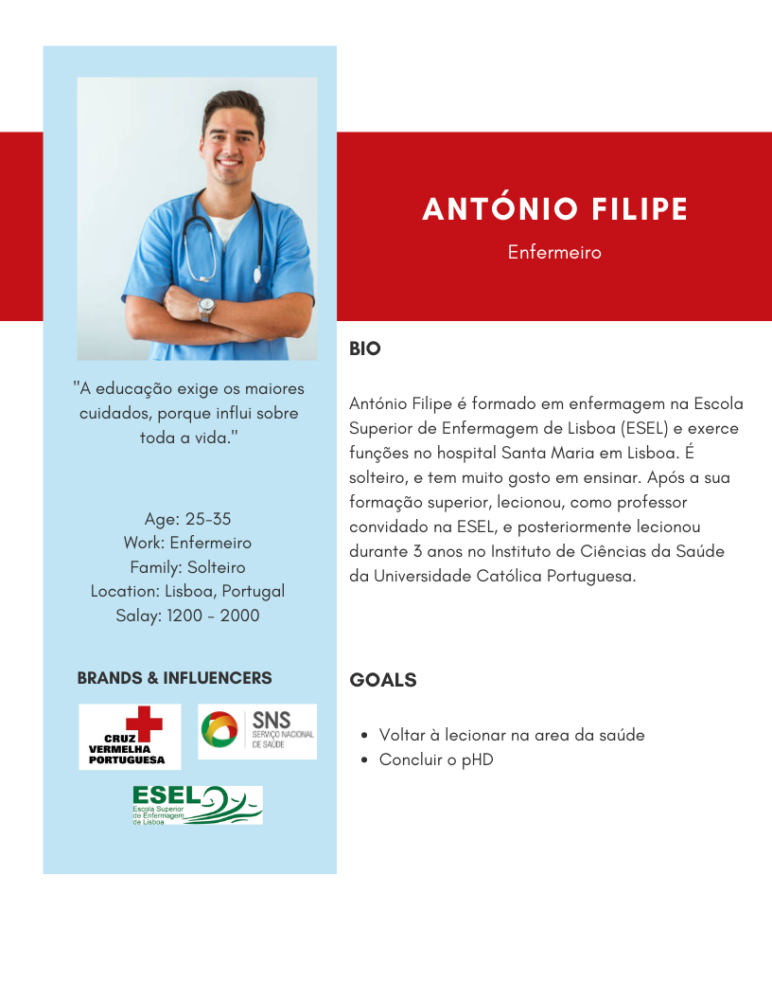 ANTÓNIO FILIPE
Enfermeiro
"A educação exige os maiores
cuidados, porque influi sobre
toda a vida."
Age: 25-35
Work: Enfermeiro
Family: Solteiro
Location: Lisboa, Portugal
Salay: 1200 - 2000
BRANDS & INFLUENCERS
CRUZ
VERMELHA
PORTUGUESA
SNS
SERVIÇO NACIONAL
DE SAÚDE
ESEL
Escola Superior
de Enfermagem
de Lisboa
BIO
António Filipe é formado em enfermagem na Escola
Superior de Enfermagem de Lisboa (ESEL) e exerce
funções no hospital Santa Maria em Lisboa. É
solteiro, e tem muito gosto em ensinar. Após a sua
formação superior, lecionou, como professor
convidado na ESEL, e posteriormente lecionou
durante 3 anos no Instituto de Ciências da Saúde
da Universidade Católica Portuguesa.
GOALS
• Voltar à lecionar na area da saúde
• Concluir o pHD